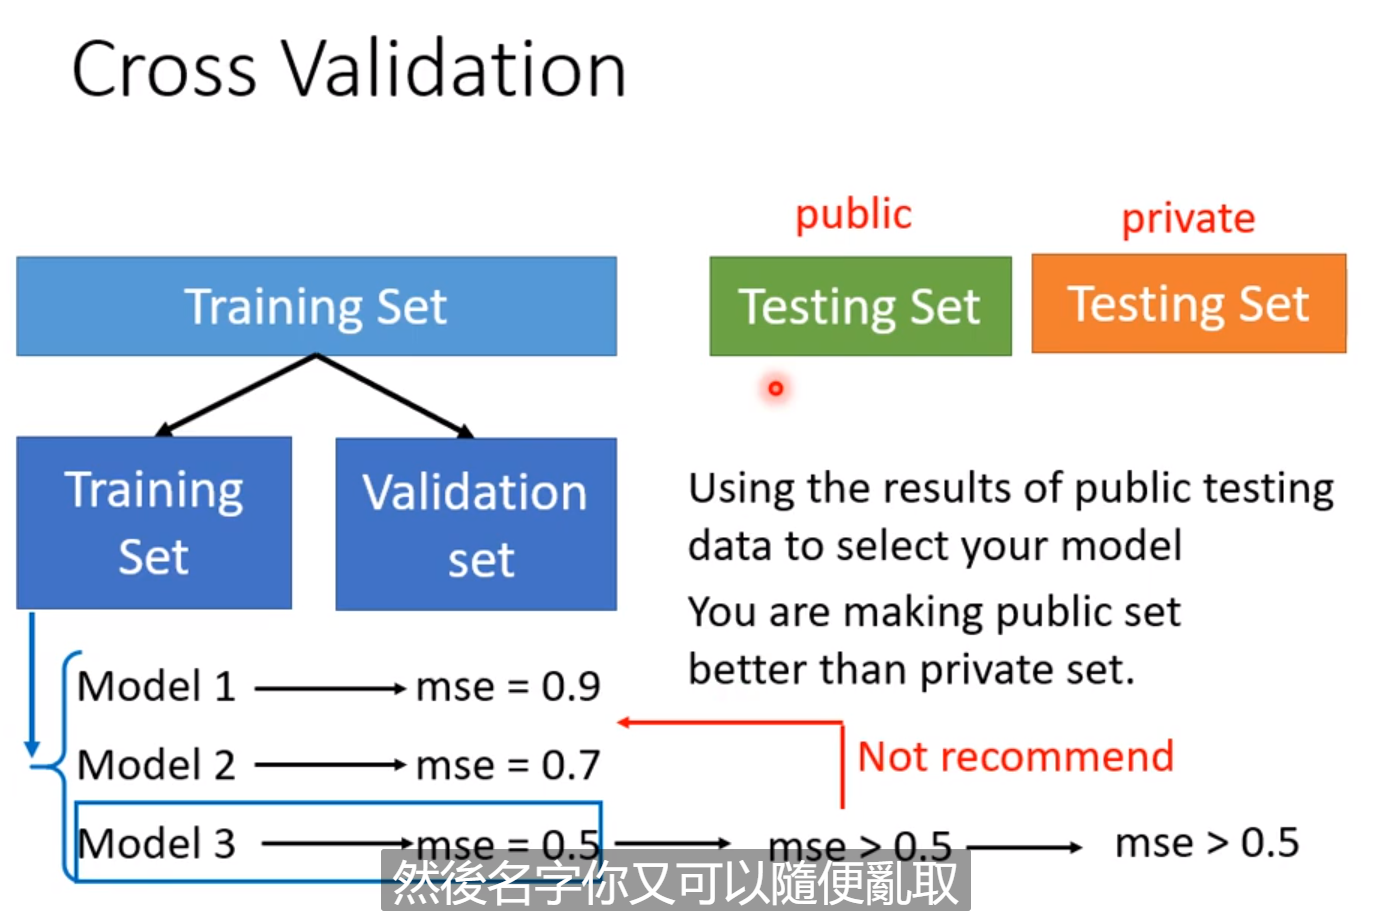 Cross Validation
public
private
Training Set
Testing Set
Testing Set
Training
Set
Validation
set
Using the results of public testing
data to select your model
You are making public set
better than private set.
Model 1
mse = 0.9
Not recommend
Model 2
mse = 0.7
Model 3
mse = 0.5
mse > 0.5
mse > 0.5
然後名字你又可以隨便亂取